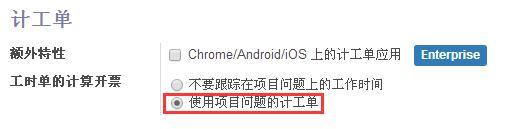 计工单
额外特性 Chrome/Android/iOS 上的计工单应用 Enterprise
工时单的计算开票 不要跟踪在项目问题上的工作时间
使用项目问题的计工单